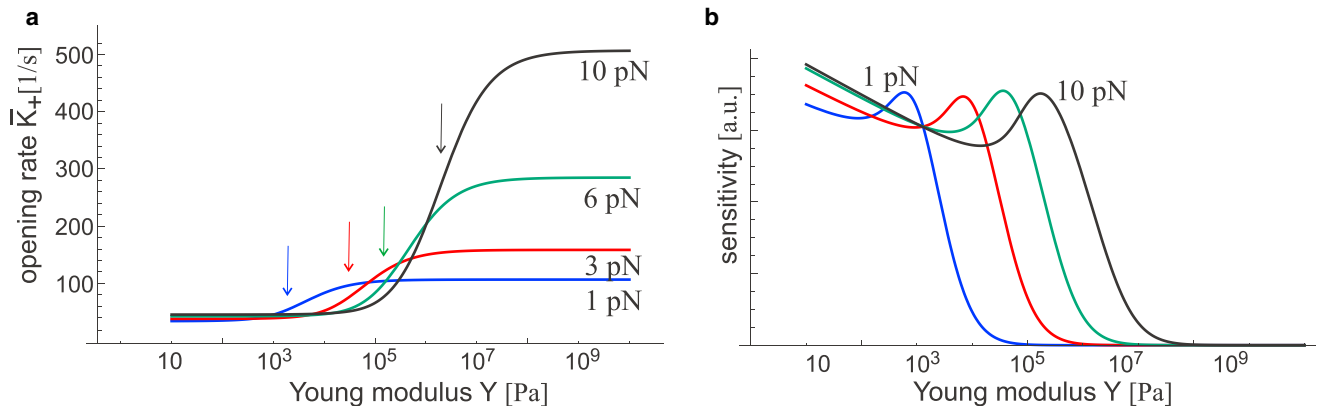 a
opening rate K̅₊[1/s]
500
400
300
200
100
10 pN
6 pN
3 pN
1 pN
10
10³
10⁵
10⁷
10⁹
Young modulus Y [Pa]
b
sensitivity [a.u.]
1 pN
10 pN
10
10³
10⁵
10⁷
10⁹
Young modulus Y [Pa]